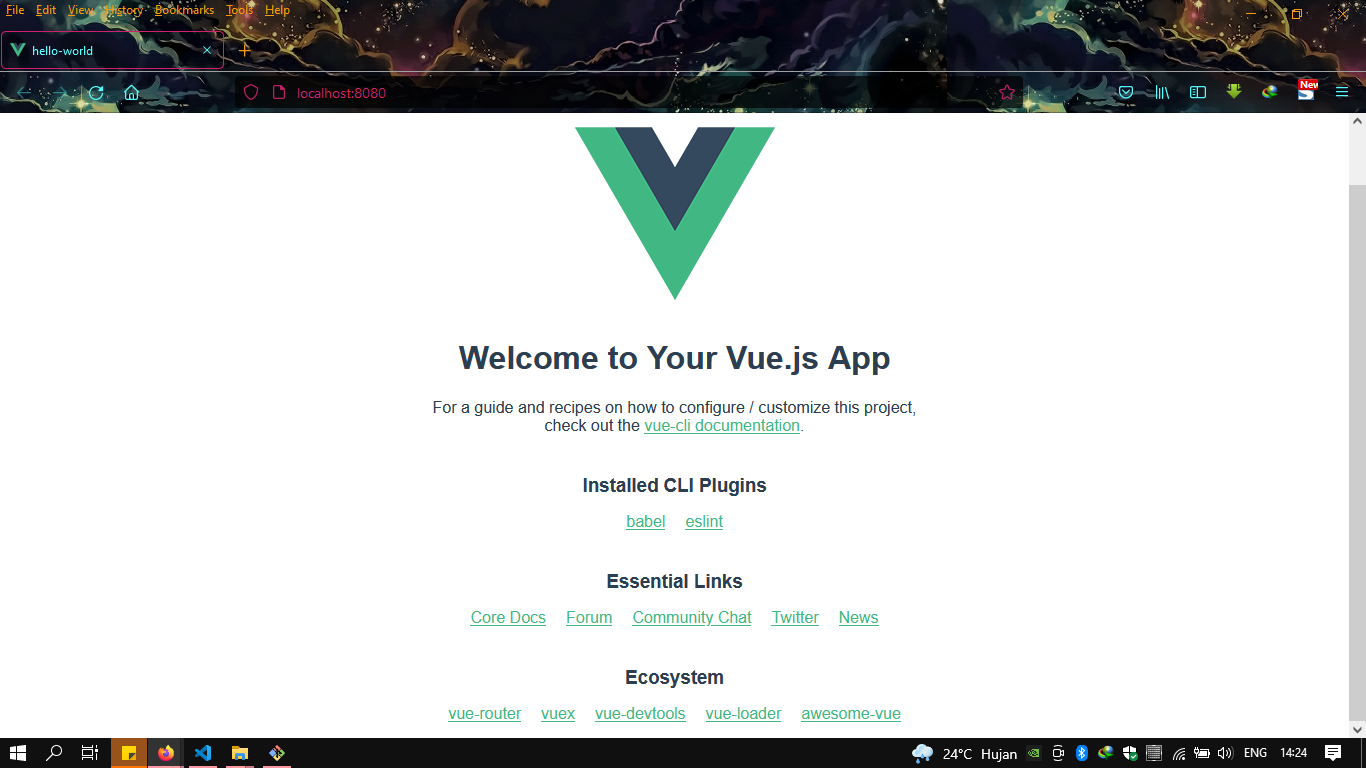 File Edit View History Bookmarks Tools Help
hello-world
localhost:8080
New
Welcome to Your Vue.js App
For a guide and recipes on how to configure / customize this project,
check out the vue-cli documentation.
Installed CLI Plugins
babel eslint
Essential Links
Core Docs Forum Community Chat Twitter News
Ecosystem
vue-router vuex vue-devtools vue-loader awesome-vue
24°C Hujan ENG 14:24